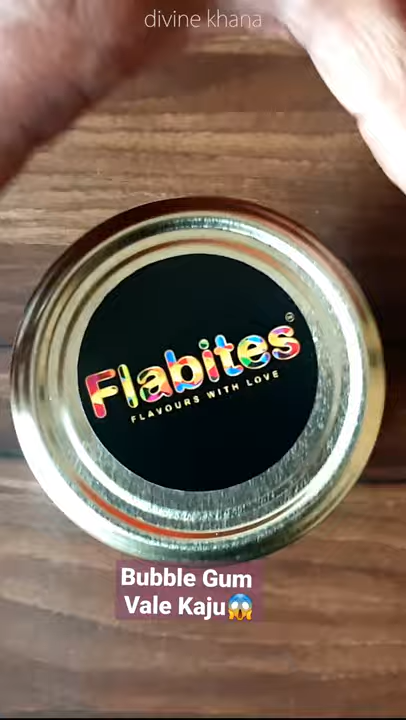 divine khana
Flabites
FLAVOURS WITH LOVE
Bubble Gum
Vale Kaju😱